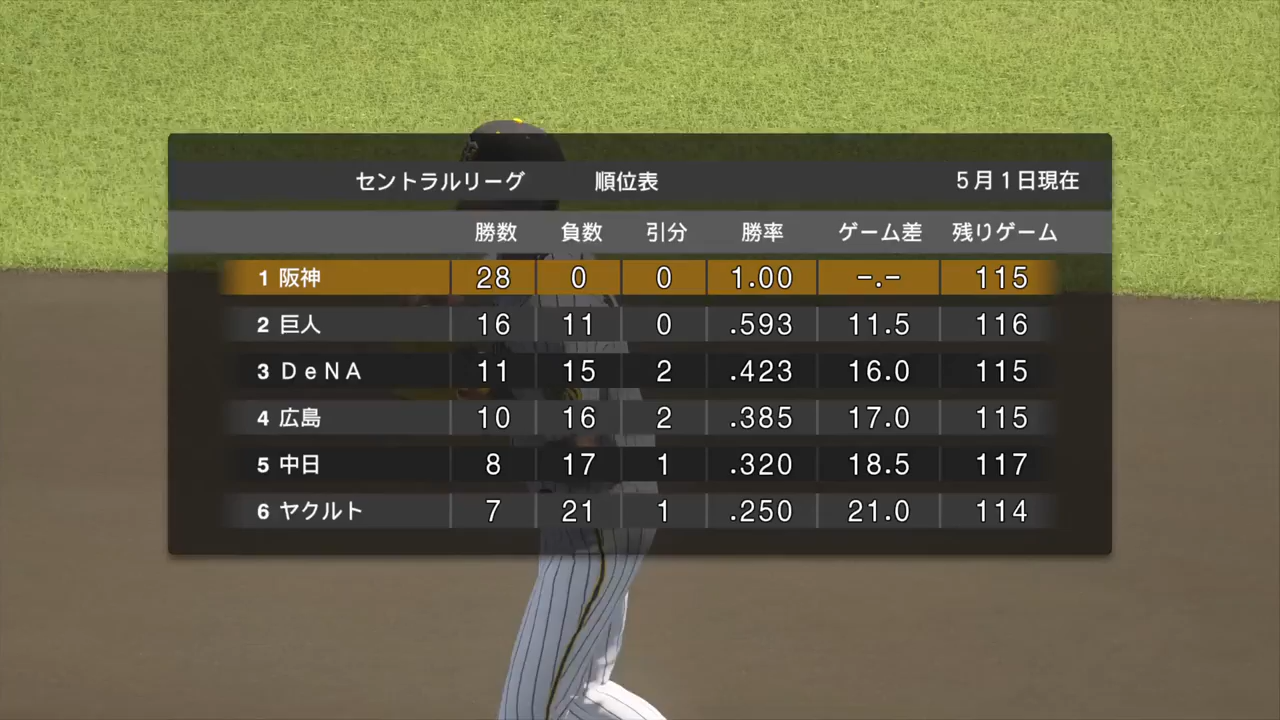 セントラルリーグ 順位表 5月1日現在
勝数 負数 引分 勝率 ゲーム差 残りゲーム
1 阪神 28 0 0 1.00 -.- 115
2 巨人 16 11 0 .593 11.5 116
3 DeNA 11 15 2 .423 16.0 115
4 広島 10 16 2 .385 17.0 115
5 中日 8 17 1 .320 18.5 117
6 ヤクルト 7 21 1 .250 21.0 114